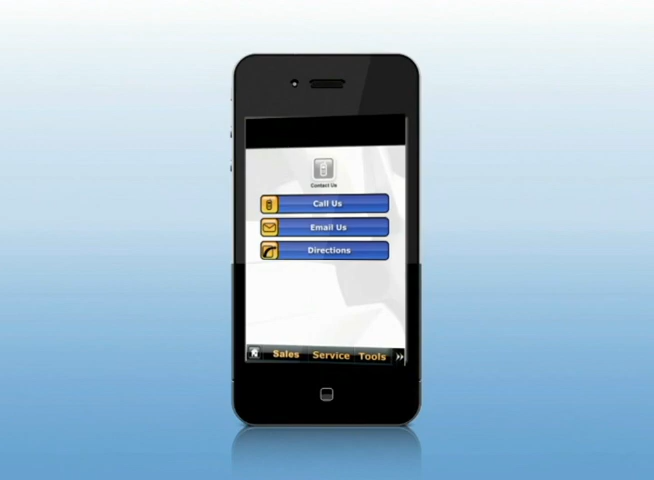 Contact Us
Call Us
Email Us
Directions
Sales Service Tools